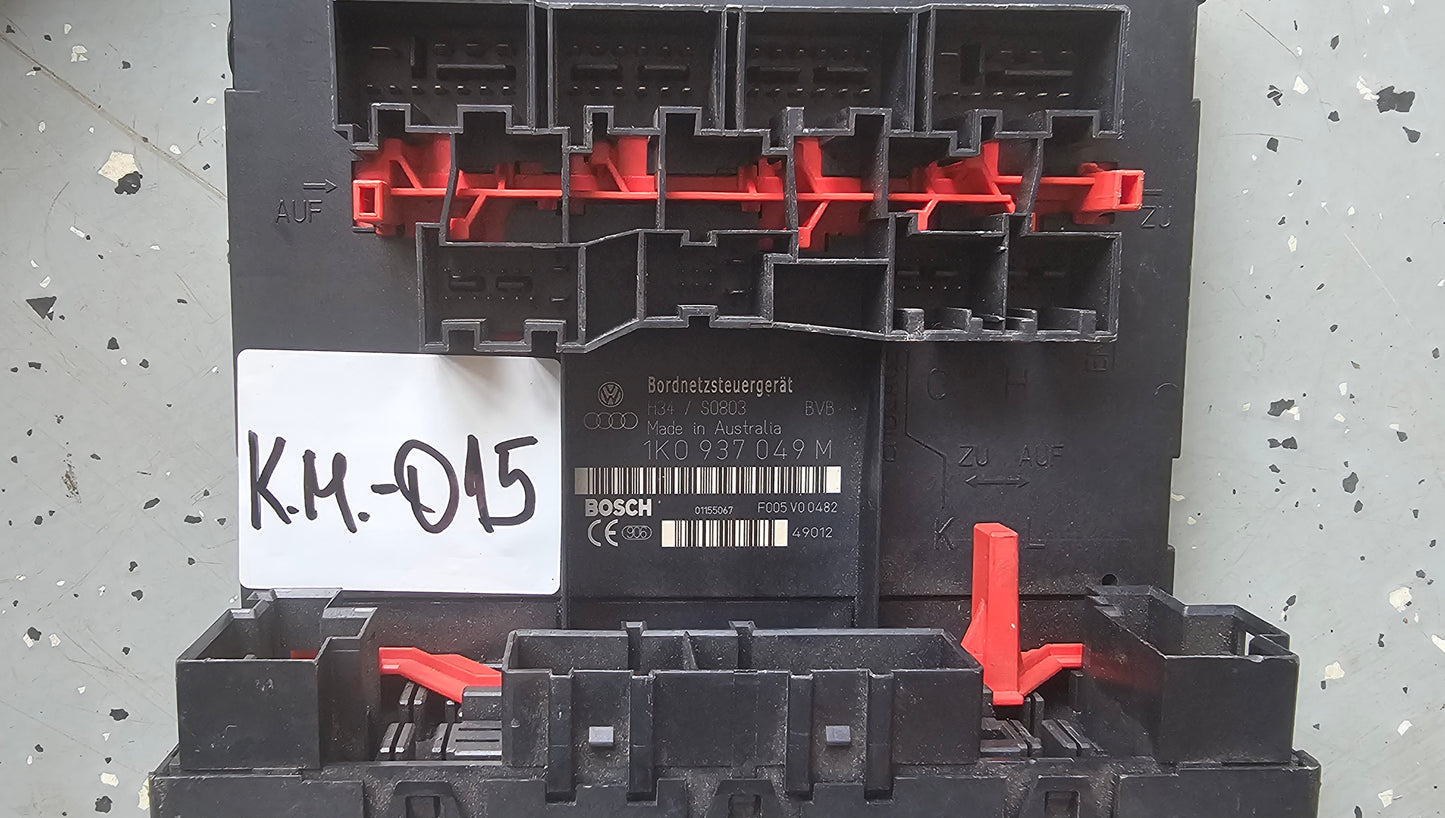 AUF
ZU
K.M.-015
Bordnetzsteuergerät
H34 / S0803 BVB
Made in Australia
1K0 937 049 M
BOSCH 01155067 F005 V0 0482
CE 906 49012
C H
ZU AUF
K L